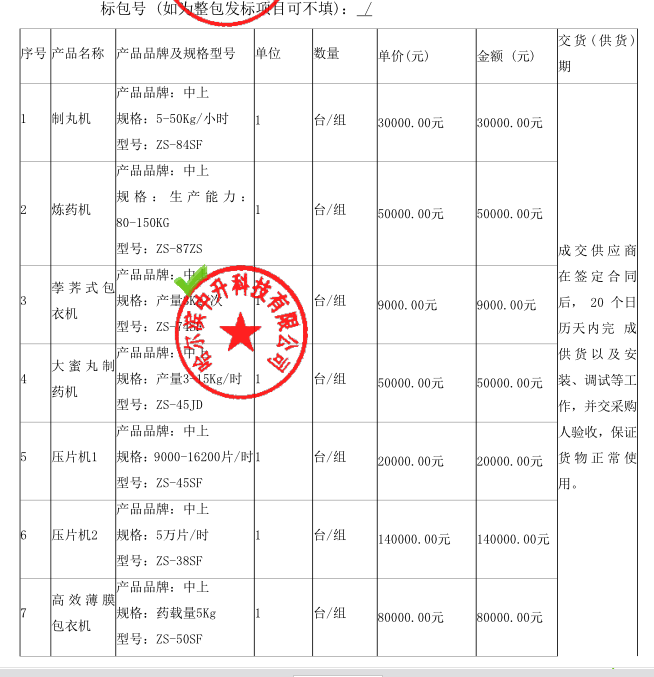 标包号 (如为整包发标项目可不填): /
序号 产品名称 产品品牌及规格型号 单位 数量 单价(元) 金额 (元) 交货(供货)
期
产品品牌: 中上
1 制丸机 规格: 5-50Kg/小时 1 台/组 30000.00元 30000.00元
型号: ZS-84SF
产品品牌: 中上
规格: 生产能力:
2 炼药机 80-150KG 1 台/组 50000.00元 50000.00元
型号: ZS-87ZS
产品品牌: 中
3 荸荠式包
衣机 规格: 产量 次 台/组 9000.00元 9000.00元
型号:
产品品牌:
4 大蜜丸制
药机 规格: 产量3-15Kg/时 1 台/组 50000.00元 50000.00元
型号: ZS-45JD
产品品牌: 中上
5 压片机1 规格: 9000-16200片/时 1 台/组 20000.00元 20000.00元
型号: ZS-45SF
产品品牌: 中上
6 压片机2 规格: 5万片/时 1 台/组 140000.00元 140000.00元
型号: ZS-38SF
产品品牌: 中上
7 高效薄膜
包衣机 规格: 药载量5Kg 1 台/组 80000.00元 80000.00元
型号: ZS-50SF
成交供应商
在签定合同
后, 20 个日
历天内完 成
供货以及安
装、调试等工
作, 并交采购
人验收, 保证
货物正常使
用。
哈尔滨中升科技有限公司